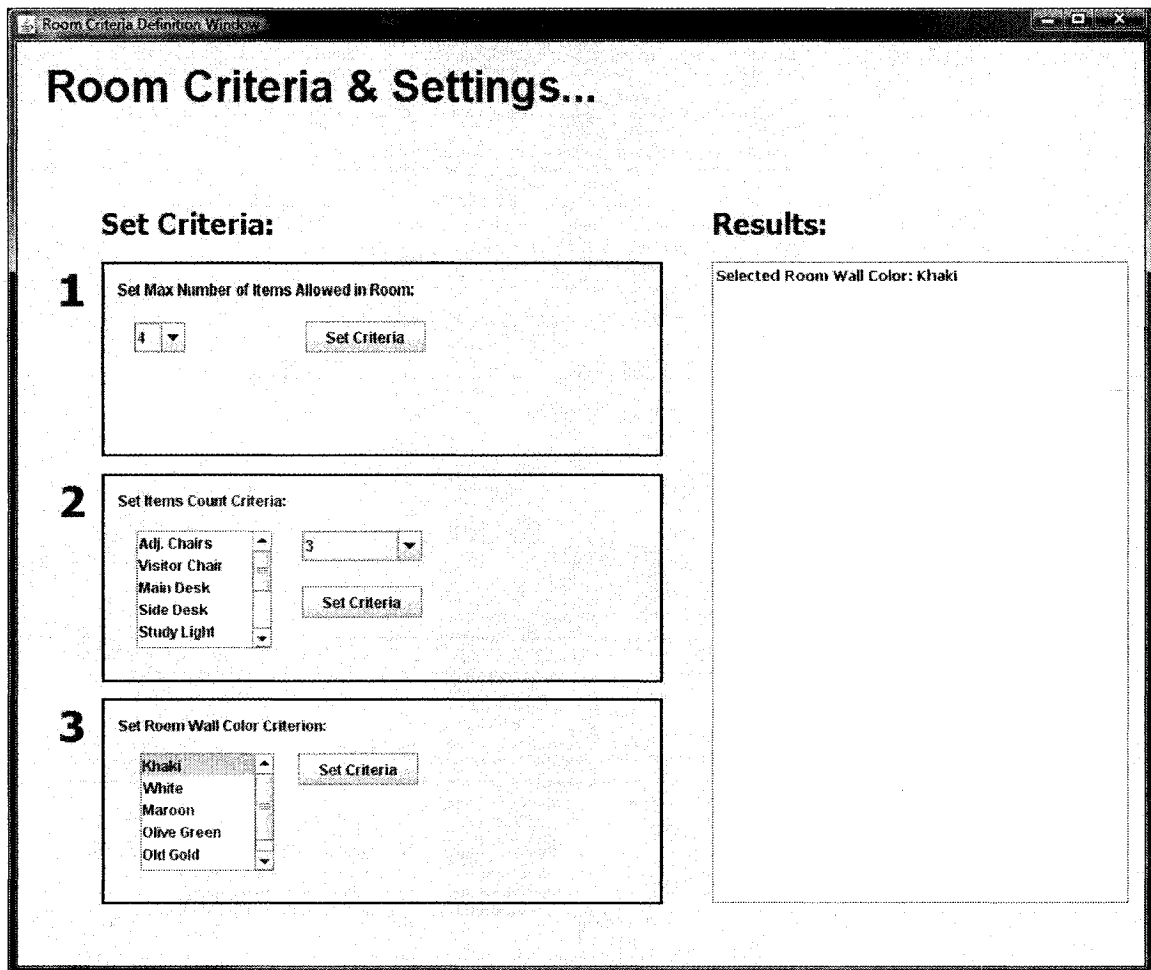 Room Criteria Definition Window
Room Criteria & Settings...
Set Criteria:
1
Set Max Number of Items Allowed in Room:
4
Set Criteria
2
Set Items Count Criteria:
Adj. Chairs
Visitor Chair
Main Desk
Side Desk
Study Light
3
Set Criteria
3
Set Room Wall Color Criterion:
Khaki
White
Maroon
Olive Green
Old Gold
Set Criteria
Results:
Selected Room Wall Color: Khaki